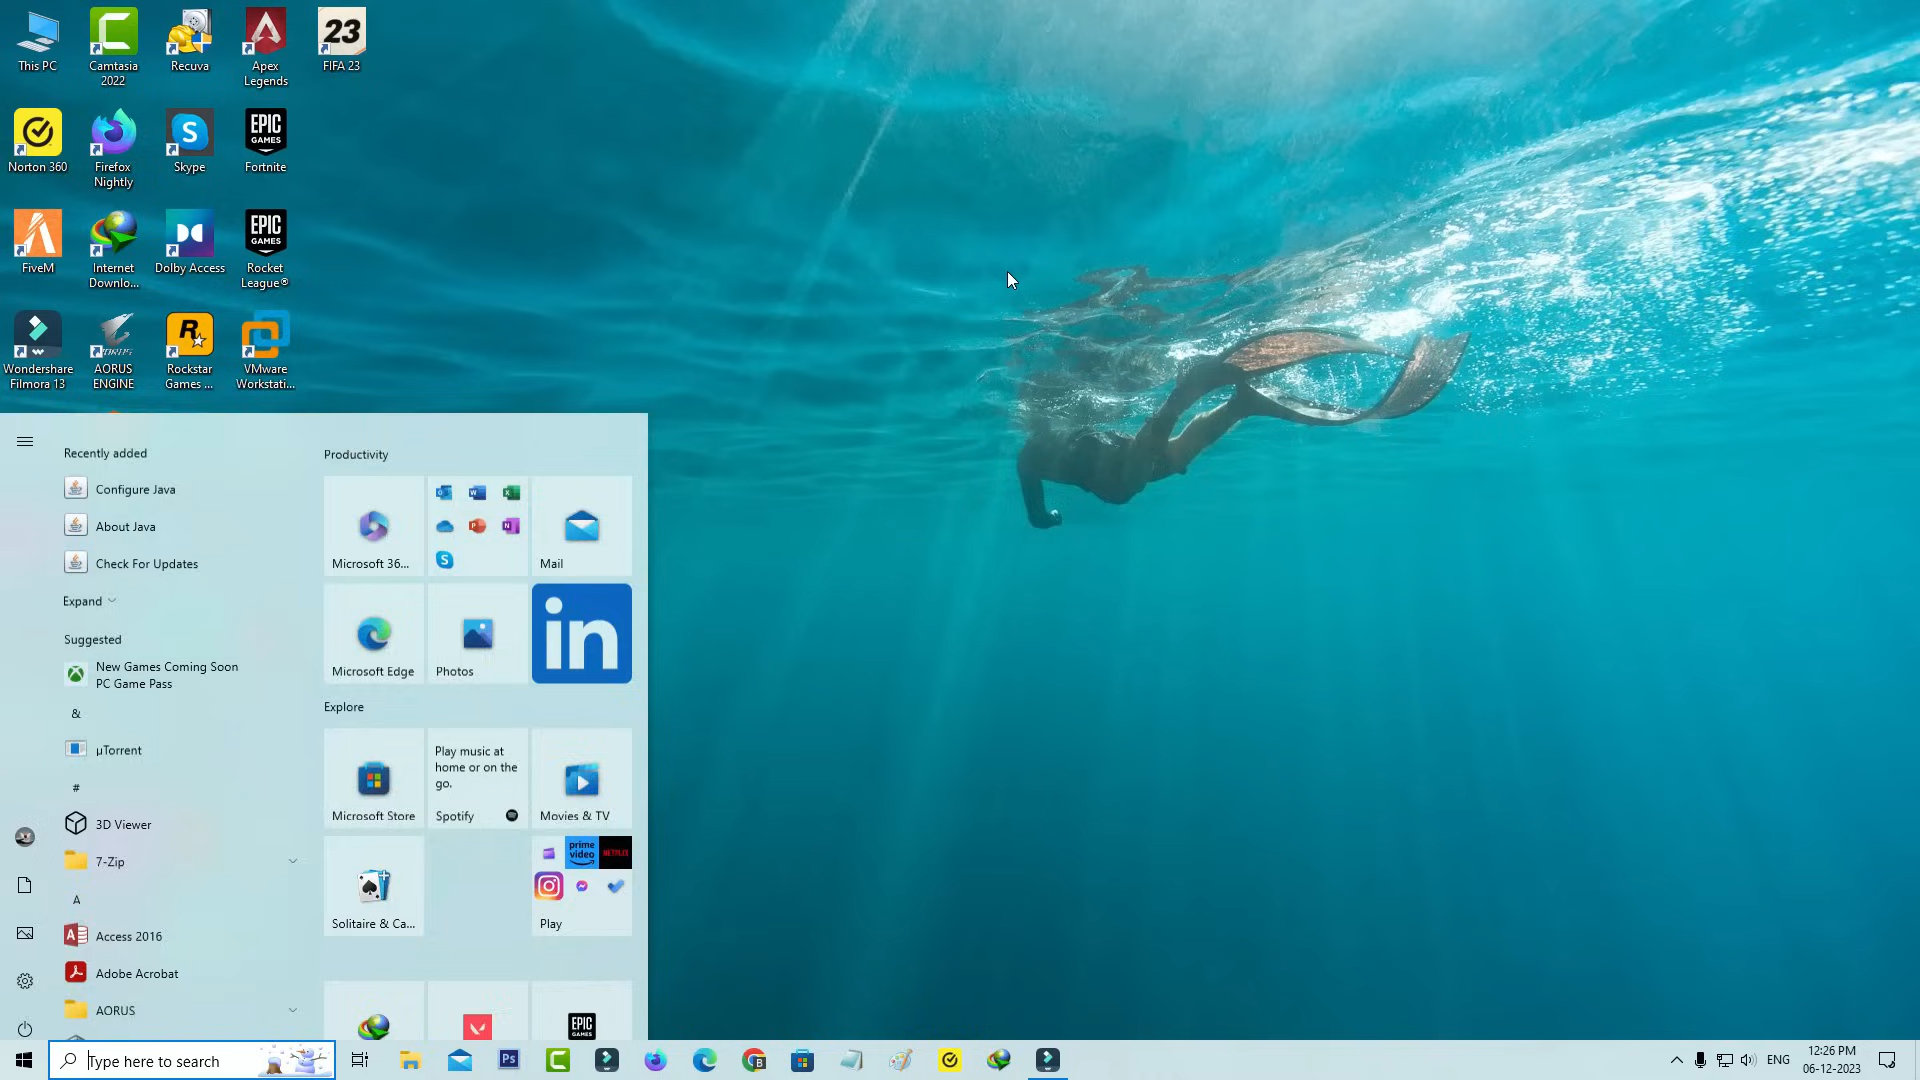 This PC
Camtasia
2022
Recuva
Apex
Legends
23
FIFA 23
Norton 360
Firefox
Nightly
S
Skype
EPIC
GAMES
Fortnite
FiveM
Internet
Downlo...
Dolby Access
EPIC
GAMES
Rocket
League®
Wondershare
Filmora 13
AORUS
AORUS
ENGINE
R
Rockstar
Games ...
VMware
Workstati...
Recently added
Configure Java
About Java
Check For Updates
Expand
Suggested
New Games Coming Soon
PC Game Pass
&
µTorrent
#
3D Viewer
7-Zip
A
Access 2016
Adobe Acrobat
AORUS
Productivity
Microsoft 36...
Mail
Microsoft Edge
Photos
in
Explore
Microsoft Store
Play music at
home or on the
go.
Spotify
Movies & TV
Solitaire & Ca...
prime
video
NETFLIX
Play
EPIC
GAMES
Type here to search
Ps
B
ENG
12:26 PM
06-12-2023